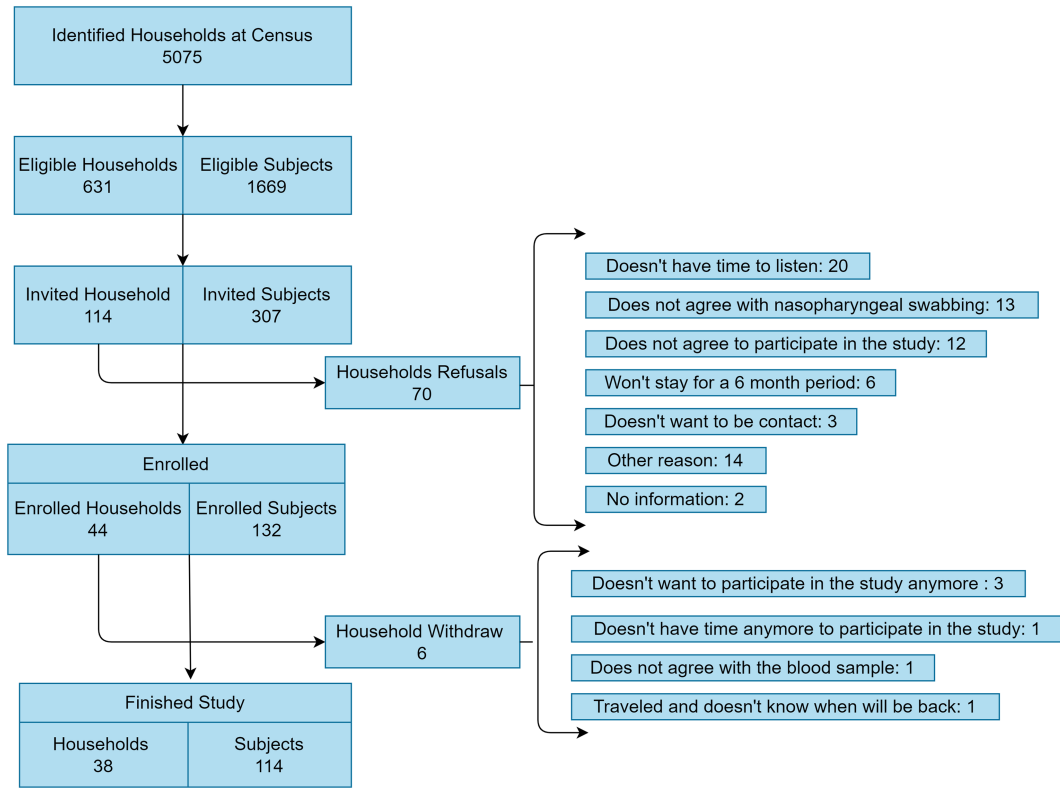 Identified Households at Census
5075
Eligible Households
631
Eligible Subjects
1669
Invited Household
114
Invited Subjects
307
Households Refusals
70
Doesn't have time to listen: 20
Does not agree with nasopharyngeal swabbing: 13
Does not agree to participate in the study: 12
Won't stay for a 6 month period: 6
Doesn't want to be contact: 3
Other reason: 14
No information: 2
Enrolled
Enrolled Households
44
Enrolled Subjects
132
Household Withdraw
6
Doesn't want to participate in the study anymore : 3
Doesn't have time anymore to participate in the study: 1
Does not agree with the blood sample: 1
Traveled and doesn't know when will be back: 1
Finished Study
Households
38
Subjects
114